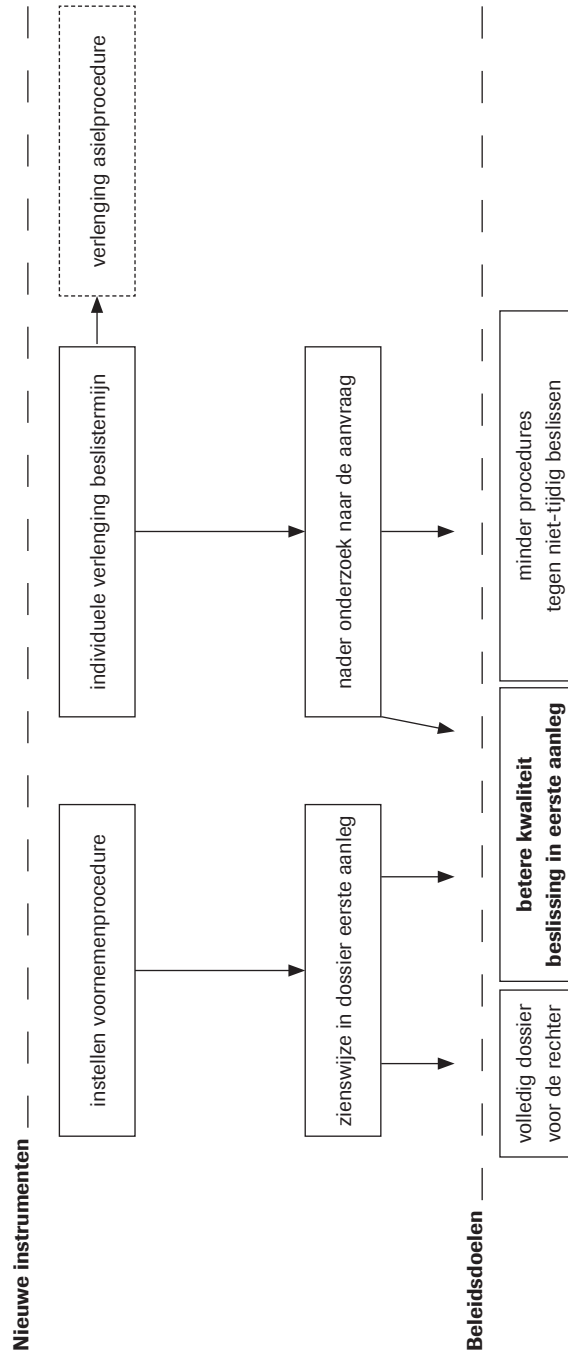 Nieuwe instrumenten
instellen voornemenprocedure
individuele verlenging beslistermijn
verlenging asielprocedure
zienswijze in dossier eerste aanleg
nader onderzoek naar de aanvraag
Beleidsdoelen
volledig dossier
voor de rechter
betere kwaliteit
beslissing in eerste aanleg
minder procedures
tegen niet-tijdig beslissen